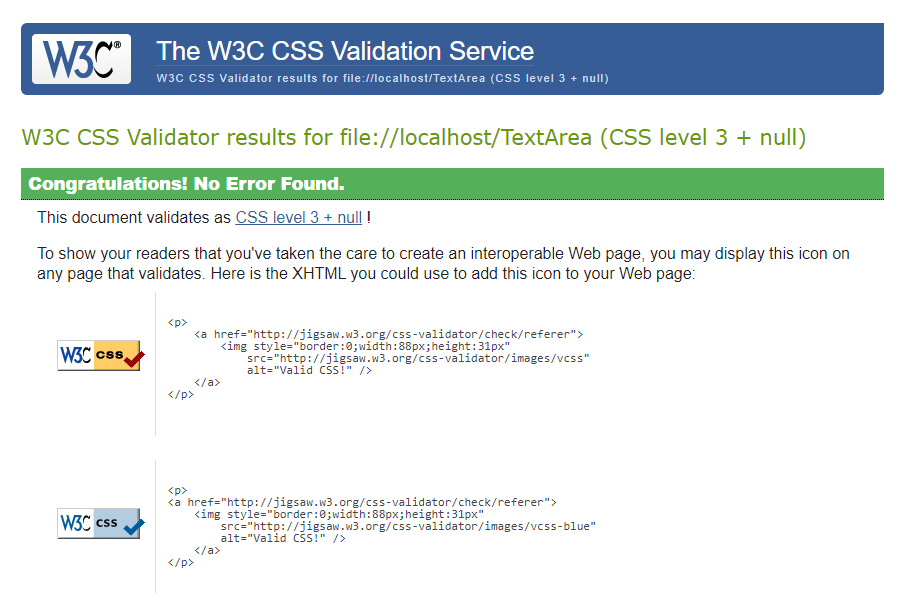 W3C® The W3C CSS Validation Service
W3C CSS Validator results for file://localhost/TextArea (CSS level 3 + null)
W3C CSS Validator results for file://localhost/TextArea (CSS level 3 + null)
Congratulations! No Error Found.
This document validates as CSS level 3 + null !
To show your readers that you've taken the care to create an interoperable Web page, you may display this icon on
any page that validates. Here is the XHTML you could use to add this icon to your Web page:
W3C css
<p>
    <a href="http://jigsaw.w3.org/css-validator/check/referer">
        <img style="border:0;width:88px;height:31px"
            src="http://jigsaw.w3.org/css-validator/images/vcss"
            alt="Valid CSS!" />
    </a>
</p>
W3C css
<p>
<a href="http://jigsaw.w3.org/css-validator/check/referer">
    <img style="border:0;width:88px;height:31px"
        src="http://jigsaw.w3.org/css-validator/images/vcss-blue"
        alt="Valid CSS!" />
    </a>
</p>